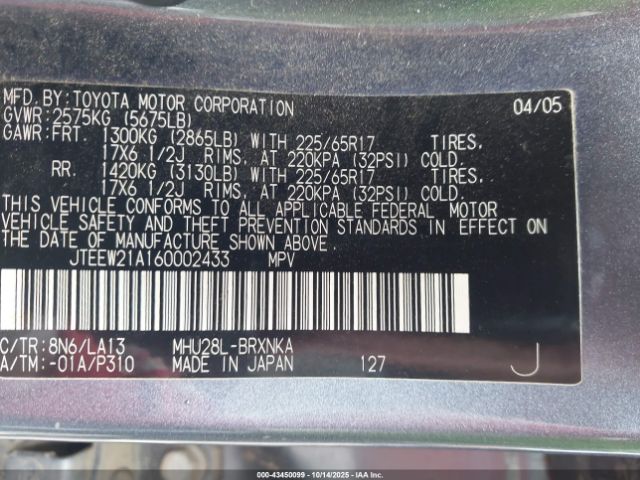 MFD. BY: TOYOTA MOTOR CORPORATION 04/05
GVWR: 2575KG (5675LB)
GAWR: FRT. 1300KG (2865LB) WITH 225/65R17 TIRES,
17X6 1/2J RIMS, AT 220KPA (32PSI) COLD.
RR. 1420KG (3130LB) WITH 225/65R17 TIRES,
17X6 1/2J RIMS, AT 220KPA (32PSI) COLD.
THIS VEHICLE CONFORMS TO ALL APPLICABLE FEDERAL MOTOR
VEHICLE SAFETY AND THEFT PREVENTION STANDARDS IN EFFECT ON
THE DATE OF MANUFACTURE SHOWN ABOVE.
JTEEW21A160002433 MPV
C/TR: 8N6/LA13 MHU28L-BRXNKA
A/TM: -01A/P310 MADE IN JAPAN 127 J
000-43450099 - 10/14/2025 - IAAI.COM